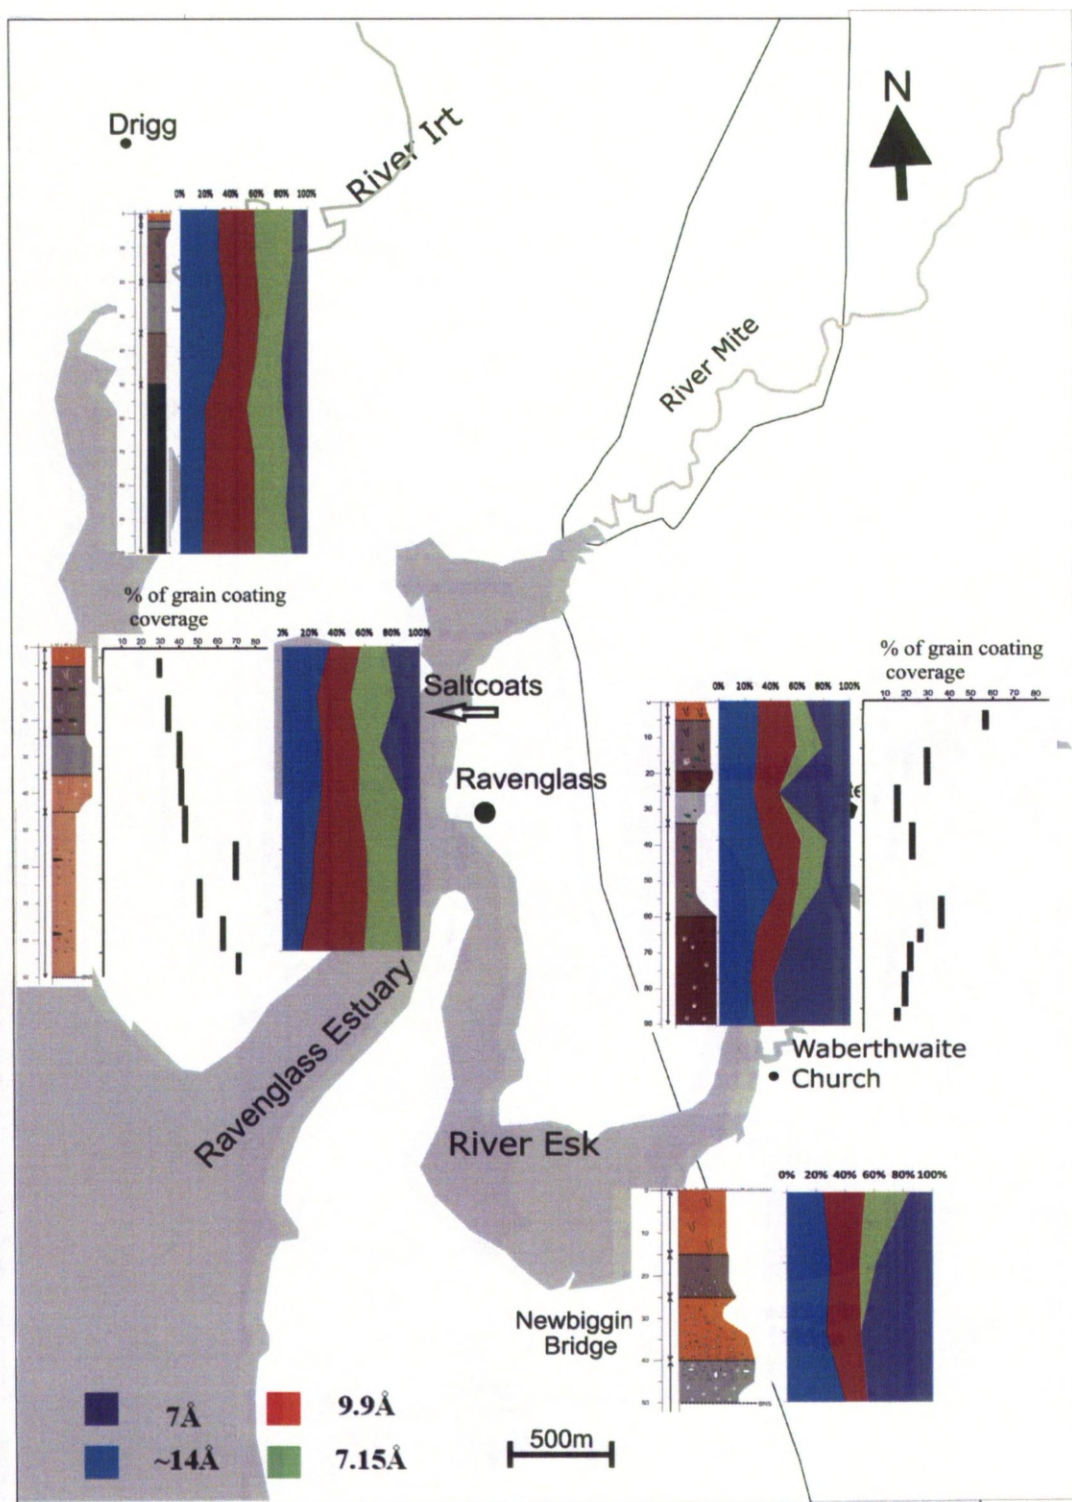 N
Drigg
River Irt
0% 20% 40% 60% 80% 100%
River Mite
% of grain coating
coverage
10 20 30 40 50 60 70 80
0% 20% 40% 60% 80% 100%
Saltcoats
Ravenglass
% of grain coating
coverage
0% 20% 40% 60% 80% 100%
10 20 30 40 50 60 70 80
Ravenglass Estuary
Waberthwaite
Church
River Esk
0% 20% 40% 60% 80% 100%
Newbiggin
Bridge
7Å
9.9Å
~14Å
7.15Å
500m